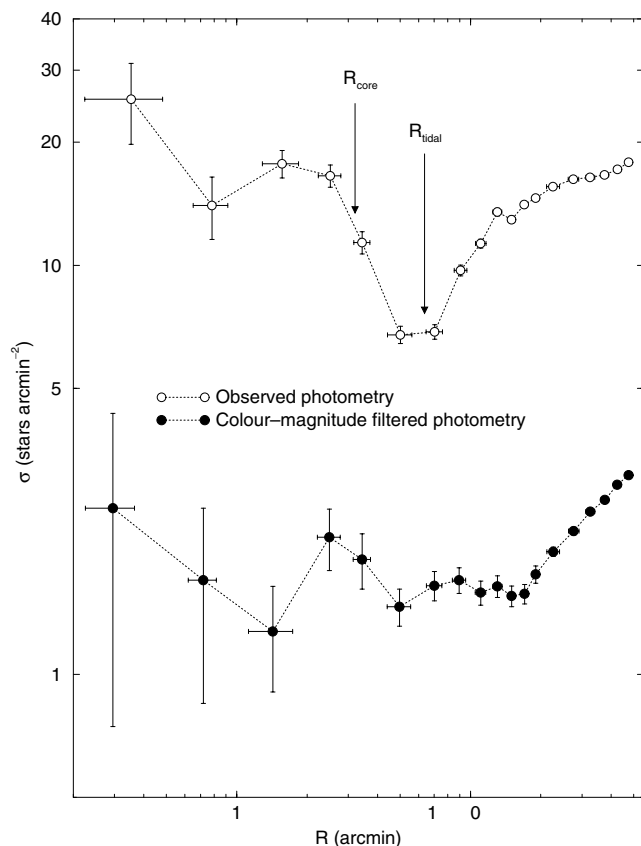 40
30
20
10
5
1
R_core
R_tidal
Observed photometry
Colour–magnitude filtered photometry
σ (stars arcmin⁻²)
1
1 0
R (arcmin)